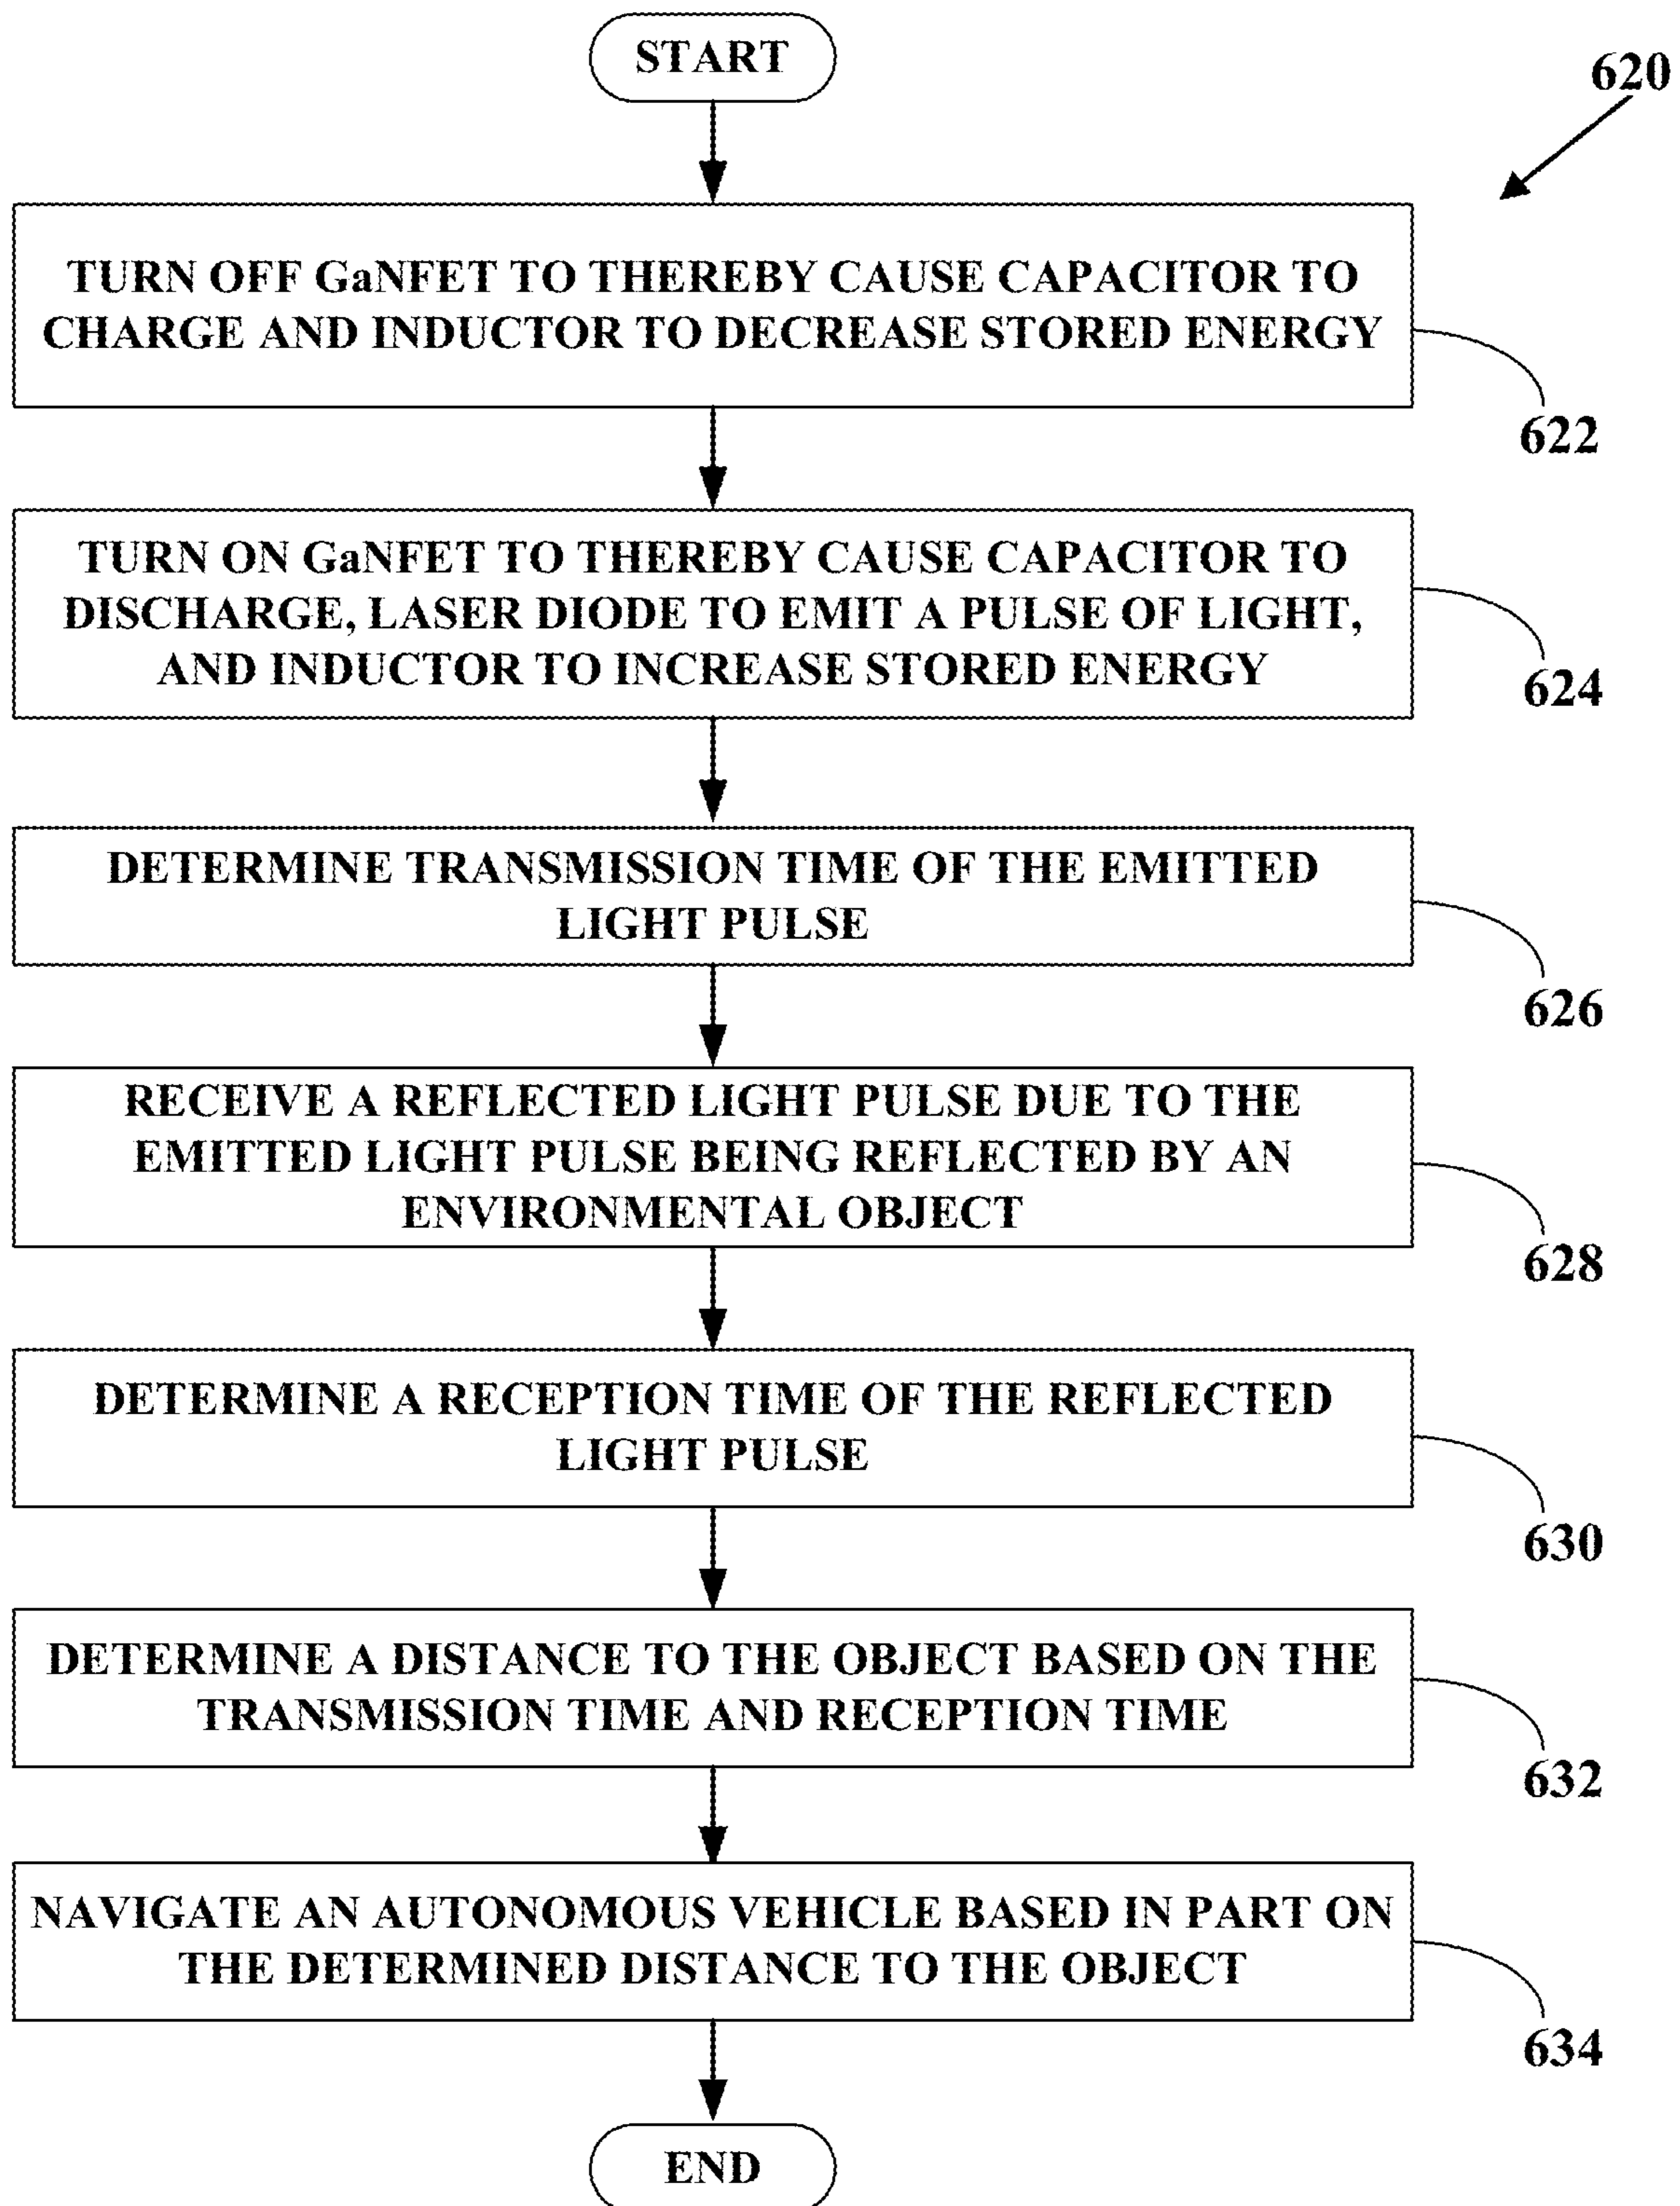 START
620
TURN OFF GaNFET TO THEREBY CAUSE CAPACITOR TO
CHARGE AND INDUCTOR TO DECREASE STORED ENERGY
622
TURN ON GaNFET TO THEREBY CAUSE CAPACITOR TO
DISCHARGE, LASER DIODE TO EMIT A PULSE OF LIGHT,
AND INDUCTOR TO INCREASE STORED ENERGY
624
DETERMINE TRANSMISSION TIME OF THE EMITTED
LIGHT PULSE
626
RECEIVE A REFLECTED LIGHT PULSE DUE TO THE
EMITTED LIGHT PULSE BEING REFLECTED BY AN
ENVIRONMENTAL OBJECT
628
DETERMINE A RECEPTION TIME OF THE REFLECTED
LIGHT PULSE
630
DETERMINE A DISTANCE TO THE OBJECT BASED ON THE
TRANSMISSION TIME AND RECEPTION TIME
632
NAVIGATE AN AUTONOMOUS VEHICLE BASED IN PART ON
THE DETERMINED DISTANCE TO THE OBJECT
634
END